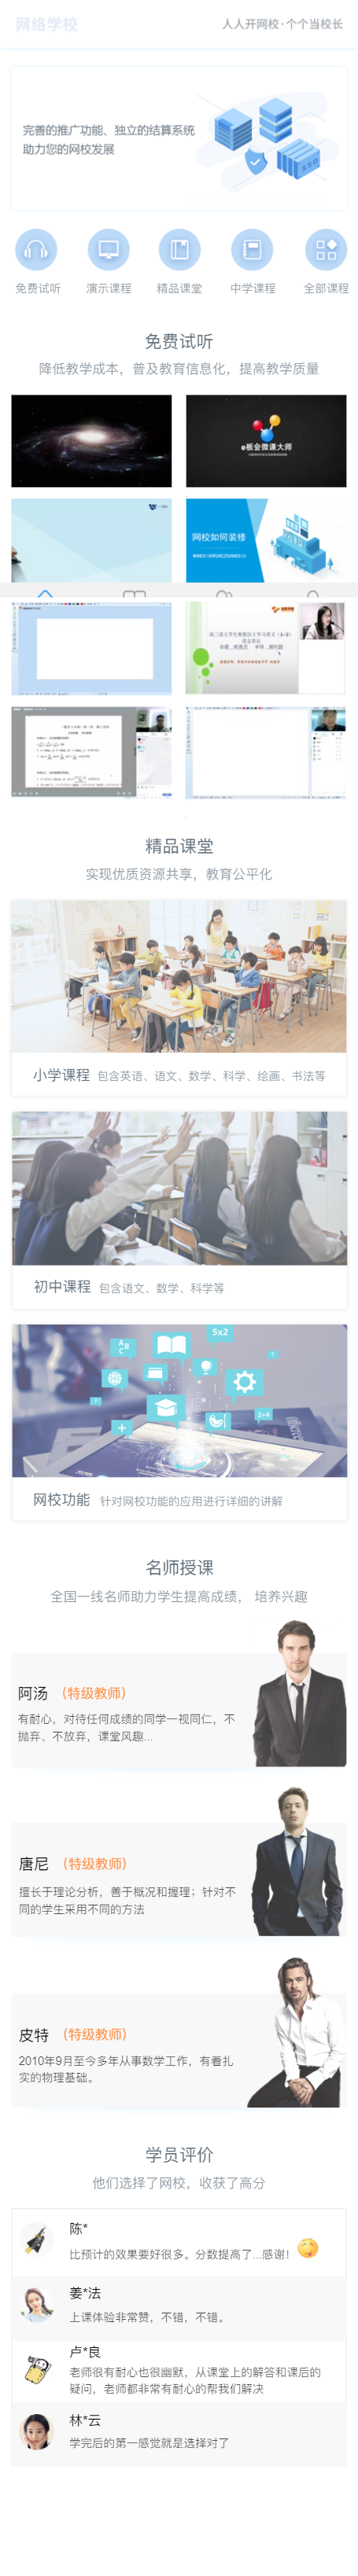 网络学校
人人开网校·个个当校长
完善的推广功能、独立的结算系统
助力您的网校发展
免费试听
演示课程
精品课堂
中学课程
全部课程
免费试听
降低教学成本，普及教育信息化，提高教学质量
e板会微课大师
网校如何装修
精品课堂
实现优质资源共享，教育公平化
小学课程 包含英语、语文、数学、科学、绘画、书法等
初中课程 包含语文、数学、科学等
A B
C
5x2
2+4
网校功能 针对网校功能的应用进行详细的讲解
名师授课
全国一线名师助力学生提高成绩， 培养兴趣
阿汤 （特级教师）
有耐心，对待任何成绩的同学一视同仁，不
抛弃、不放弃，课堂风趣...
唐尼 （特级教师）
擅长于理论分析，善于概况和握理；针对不
同的学生采用不同的方法
皮特 （特级教师）
2010年9月至今多年从事数学工作，有着扎
实的物理基础。
学员评价
他们选择了网校，收获了高分
陈*
比预计的效果要好很多。分数提高了...感谢！
姜*法
上课体验非常赞，不错，不错。
卢*良
老师很有耐心也很幽默，从课堂上的解答和课后的
疑问，老师都非常有耐心的帮我们解决
林*云
学完后的第一感觉就是选择对了